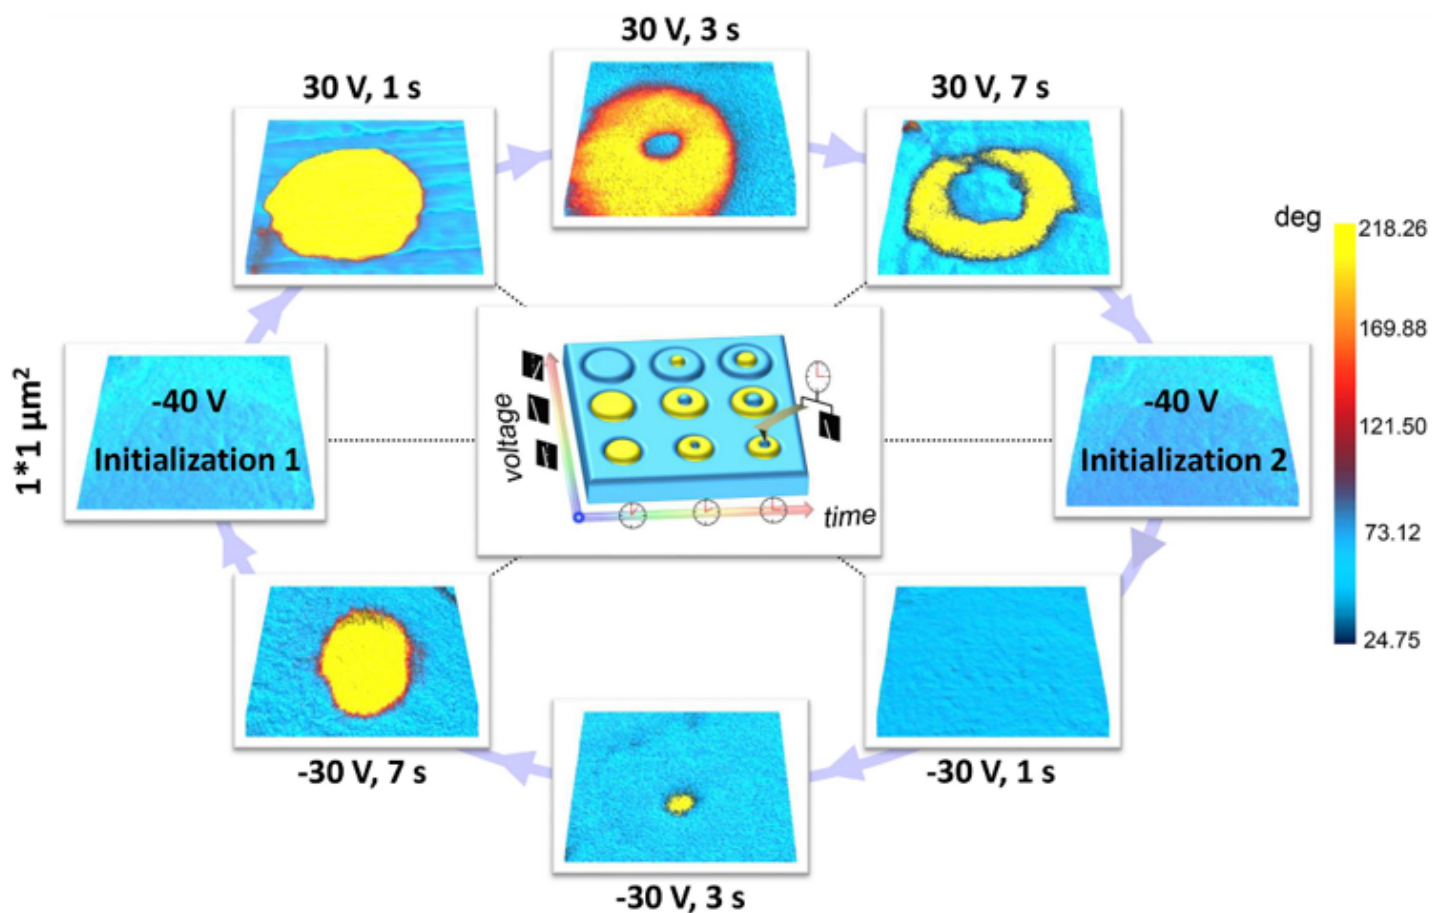 30 V, 3 s
30 V, 1 s
30 V, 7 s
deg
218.26
169.88
121.50
73.12
24.75
1*1 µm²
-40 V
Initialization 1
voltage
time
-40 V
Initialization 2
-30 V, 7 s
-30 V, 1 s
-30 V, 3 s